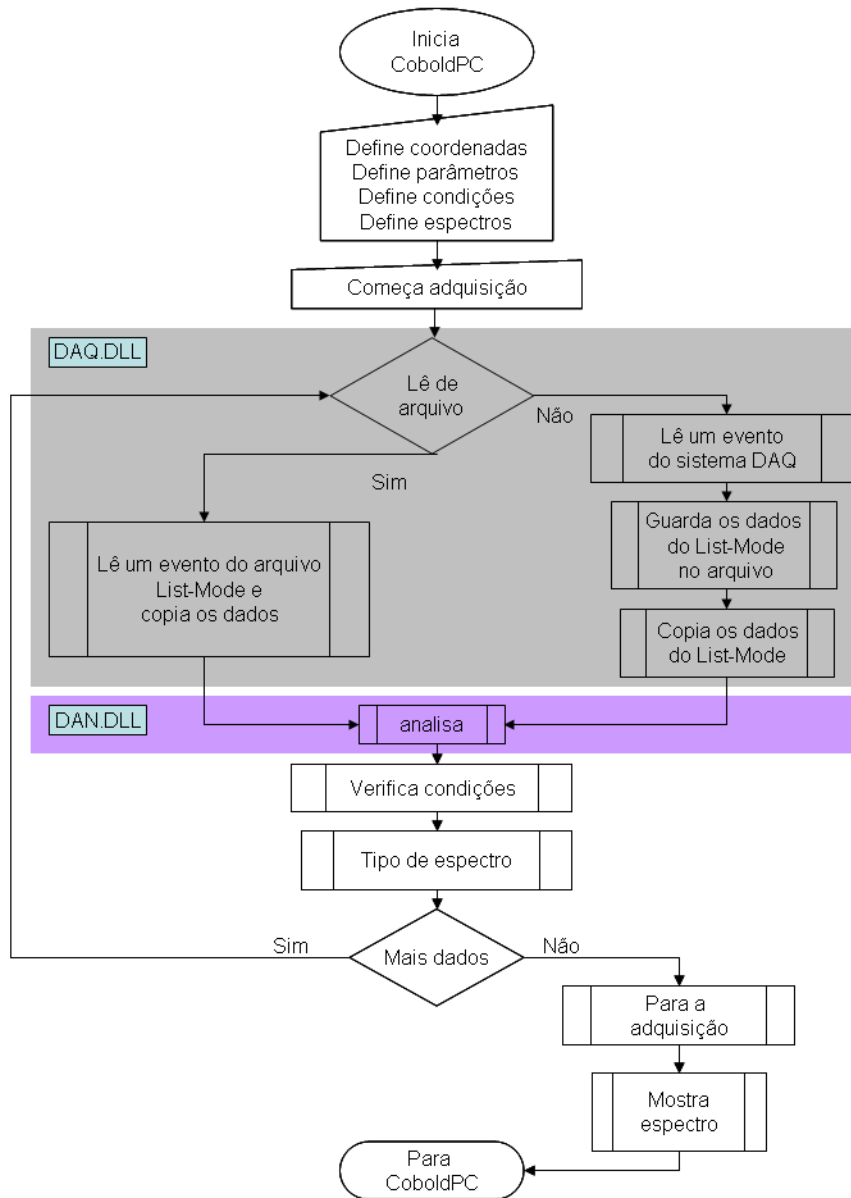 Inicia
CoboldPC
Define coordenadas
Define parâmetros
Define condições
Define espectros
Começa adquisição
DAQ.DLL
Lê de
arquivo
Não
Sim
Lê um evento
do sistema DAQ
Guarda os dados
do List-Mode
no arquivo
Lê um evento do arquivo
List-Mode e
copia os dados
Copia os dados
do List-Mode
DAN.DLL
analisa
Verifica condições
Tipo de espectro
Sim
Mais dados
Não
Para a
adquisição
Mostra
espectro
Para
CoboldPC